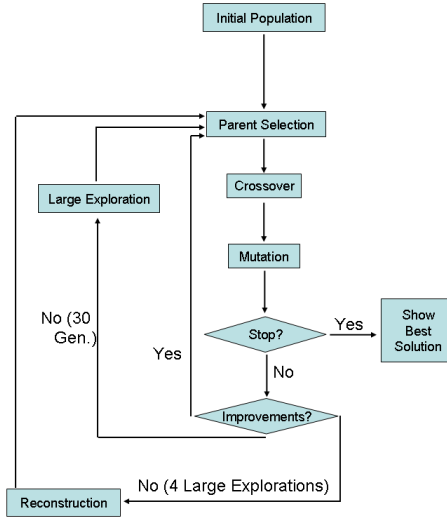 Initial Population
Parent Selection
Crossover
Large Exploration
Mutation
No (30
Gen.)
Yes
Stop?
Yes
Show
Best
Solution
No
Improvements?
No (4 Large Explorations)
Reconstruction